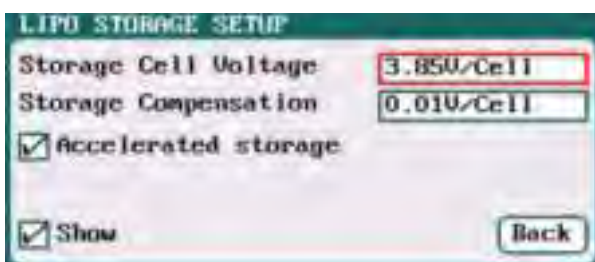 LIPO STORAGE SETUP
Storage Cell Voltage 3.85V/Cell
Storage Compensation 0.01V/Cell
Accelerated storage
Show Back